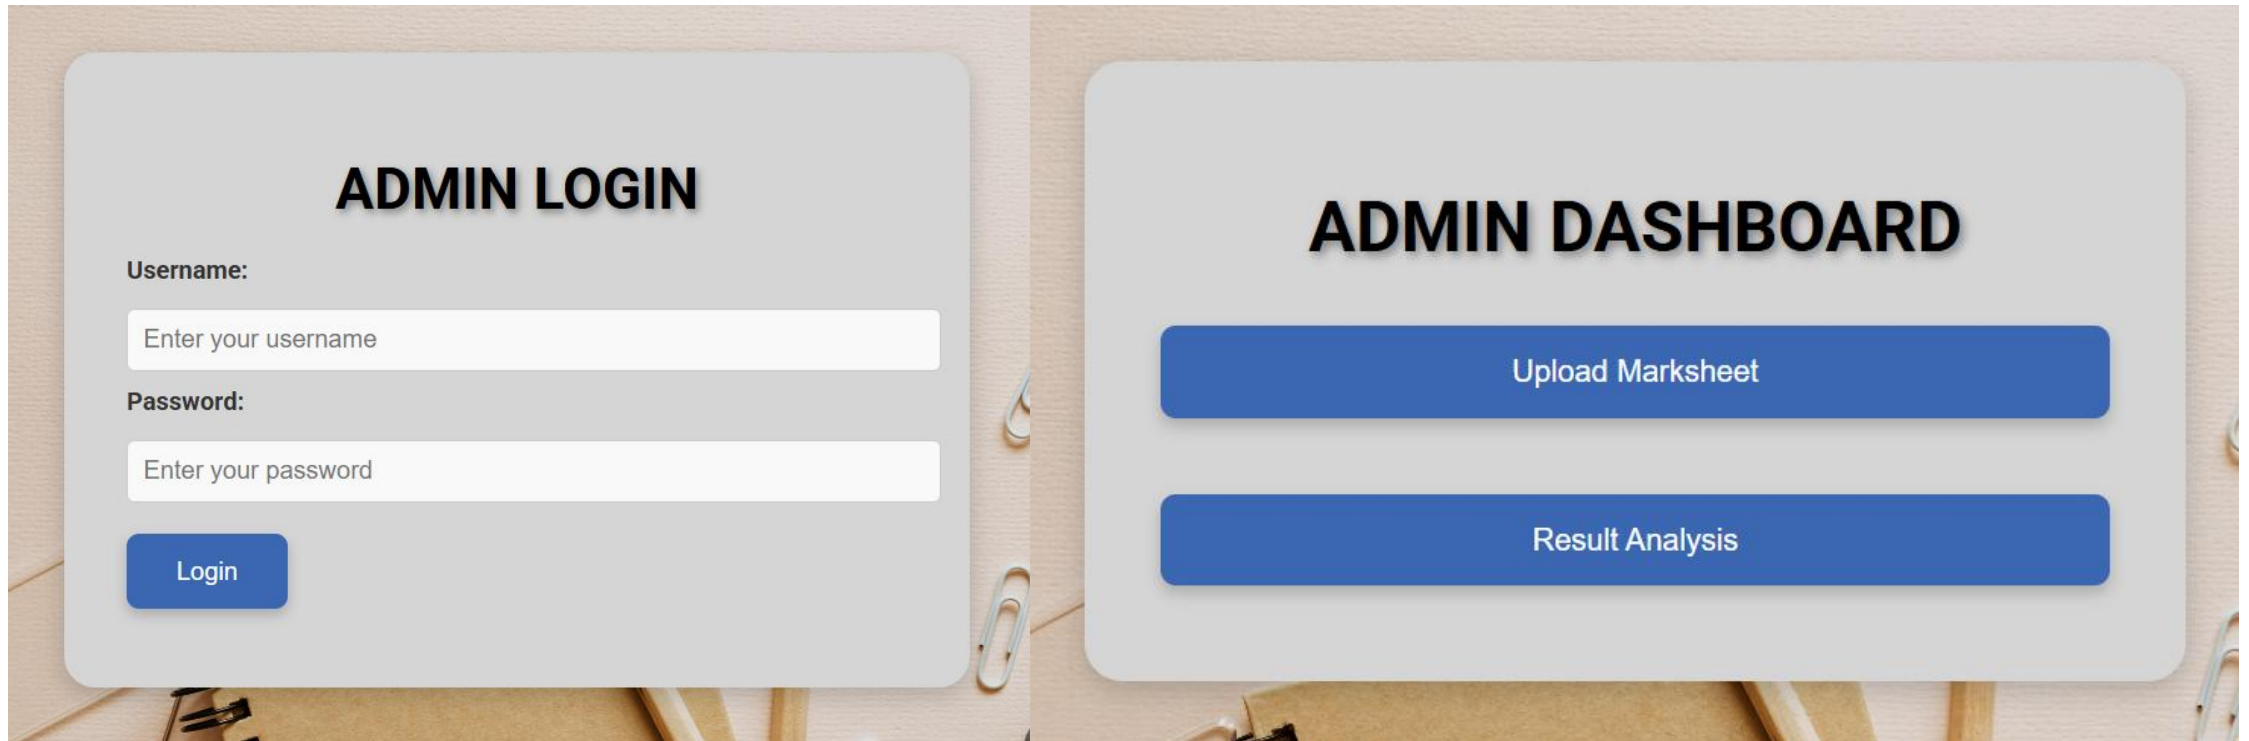 ADMIN LOGIN
Username:
Enter your username
Password:
Enter your password
Login
ADMIN DASHBOARD
Upload Marksheet
Result Analysis